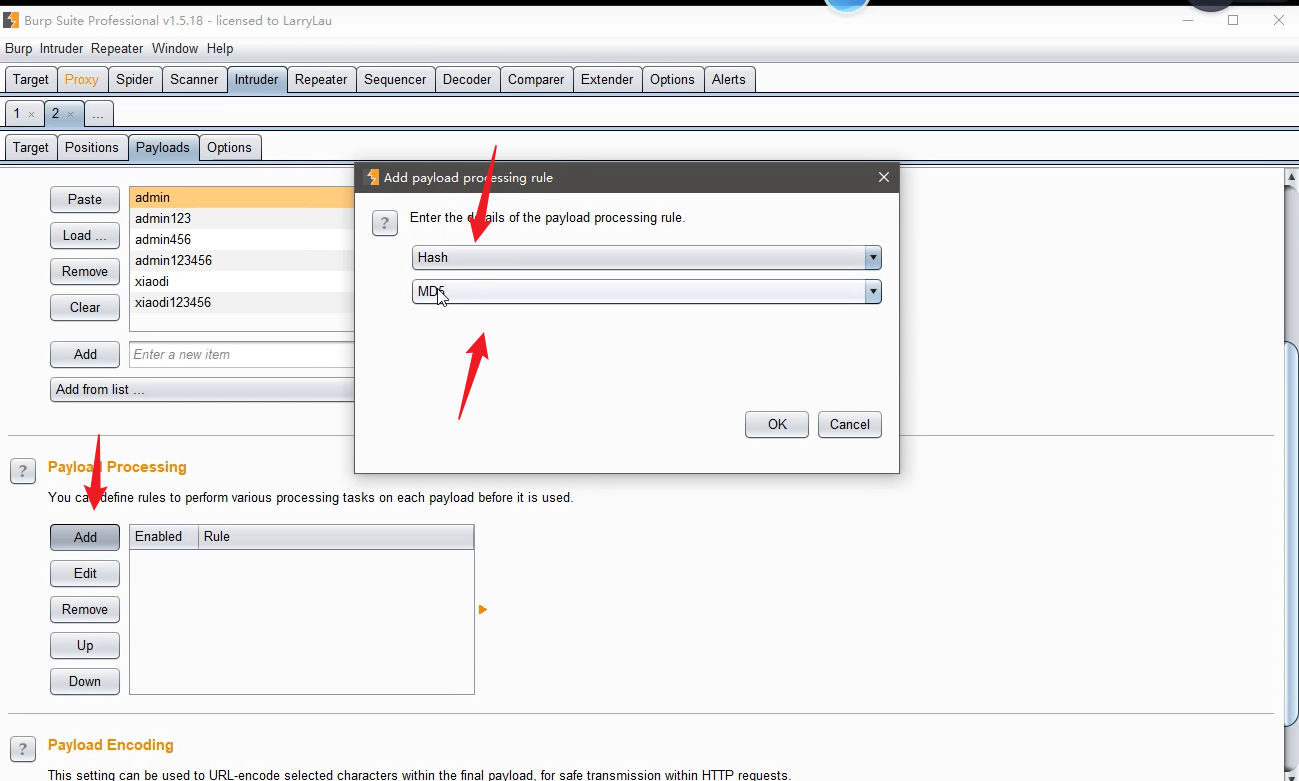 Burp Suite Professional v1.5.18 - licensed to LarryLau
Burp Intruder Repeater Window Help
Target Proxy Spider Scanner Intruder Repeater Sequencer Decoder Comparer Extender Options Alerts
1 × 2 × ...
Target Positions Payloads Options
Add payload processing rule
Paste
Load ...
Remove
Clear
admin
admin123
admin456
admin123456
xiaodi
xiaodi123456
Add
Enter a new item
Add from list ...
?
Enter the details of the payload processing rule.
Hash
MD5
OK
Cancel
?
Payload Processing
You can define rules to perform various processing tasks on each payload before it is used.
Add
Edit
Remove
Up
Down
Enabled Rule
?
Payload Encoding
This setting can be used to URL-encode selected characters within the final payload, for safe transmission within HTTP requests.